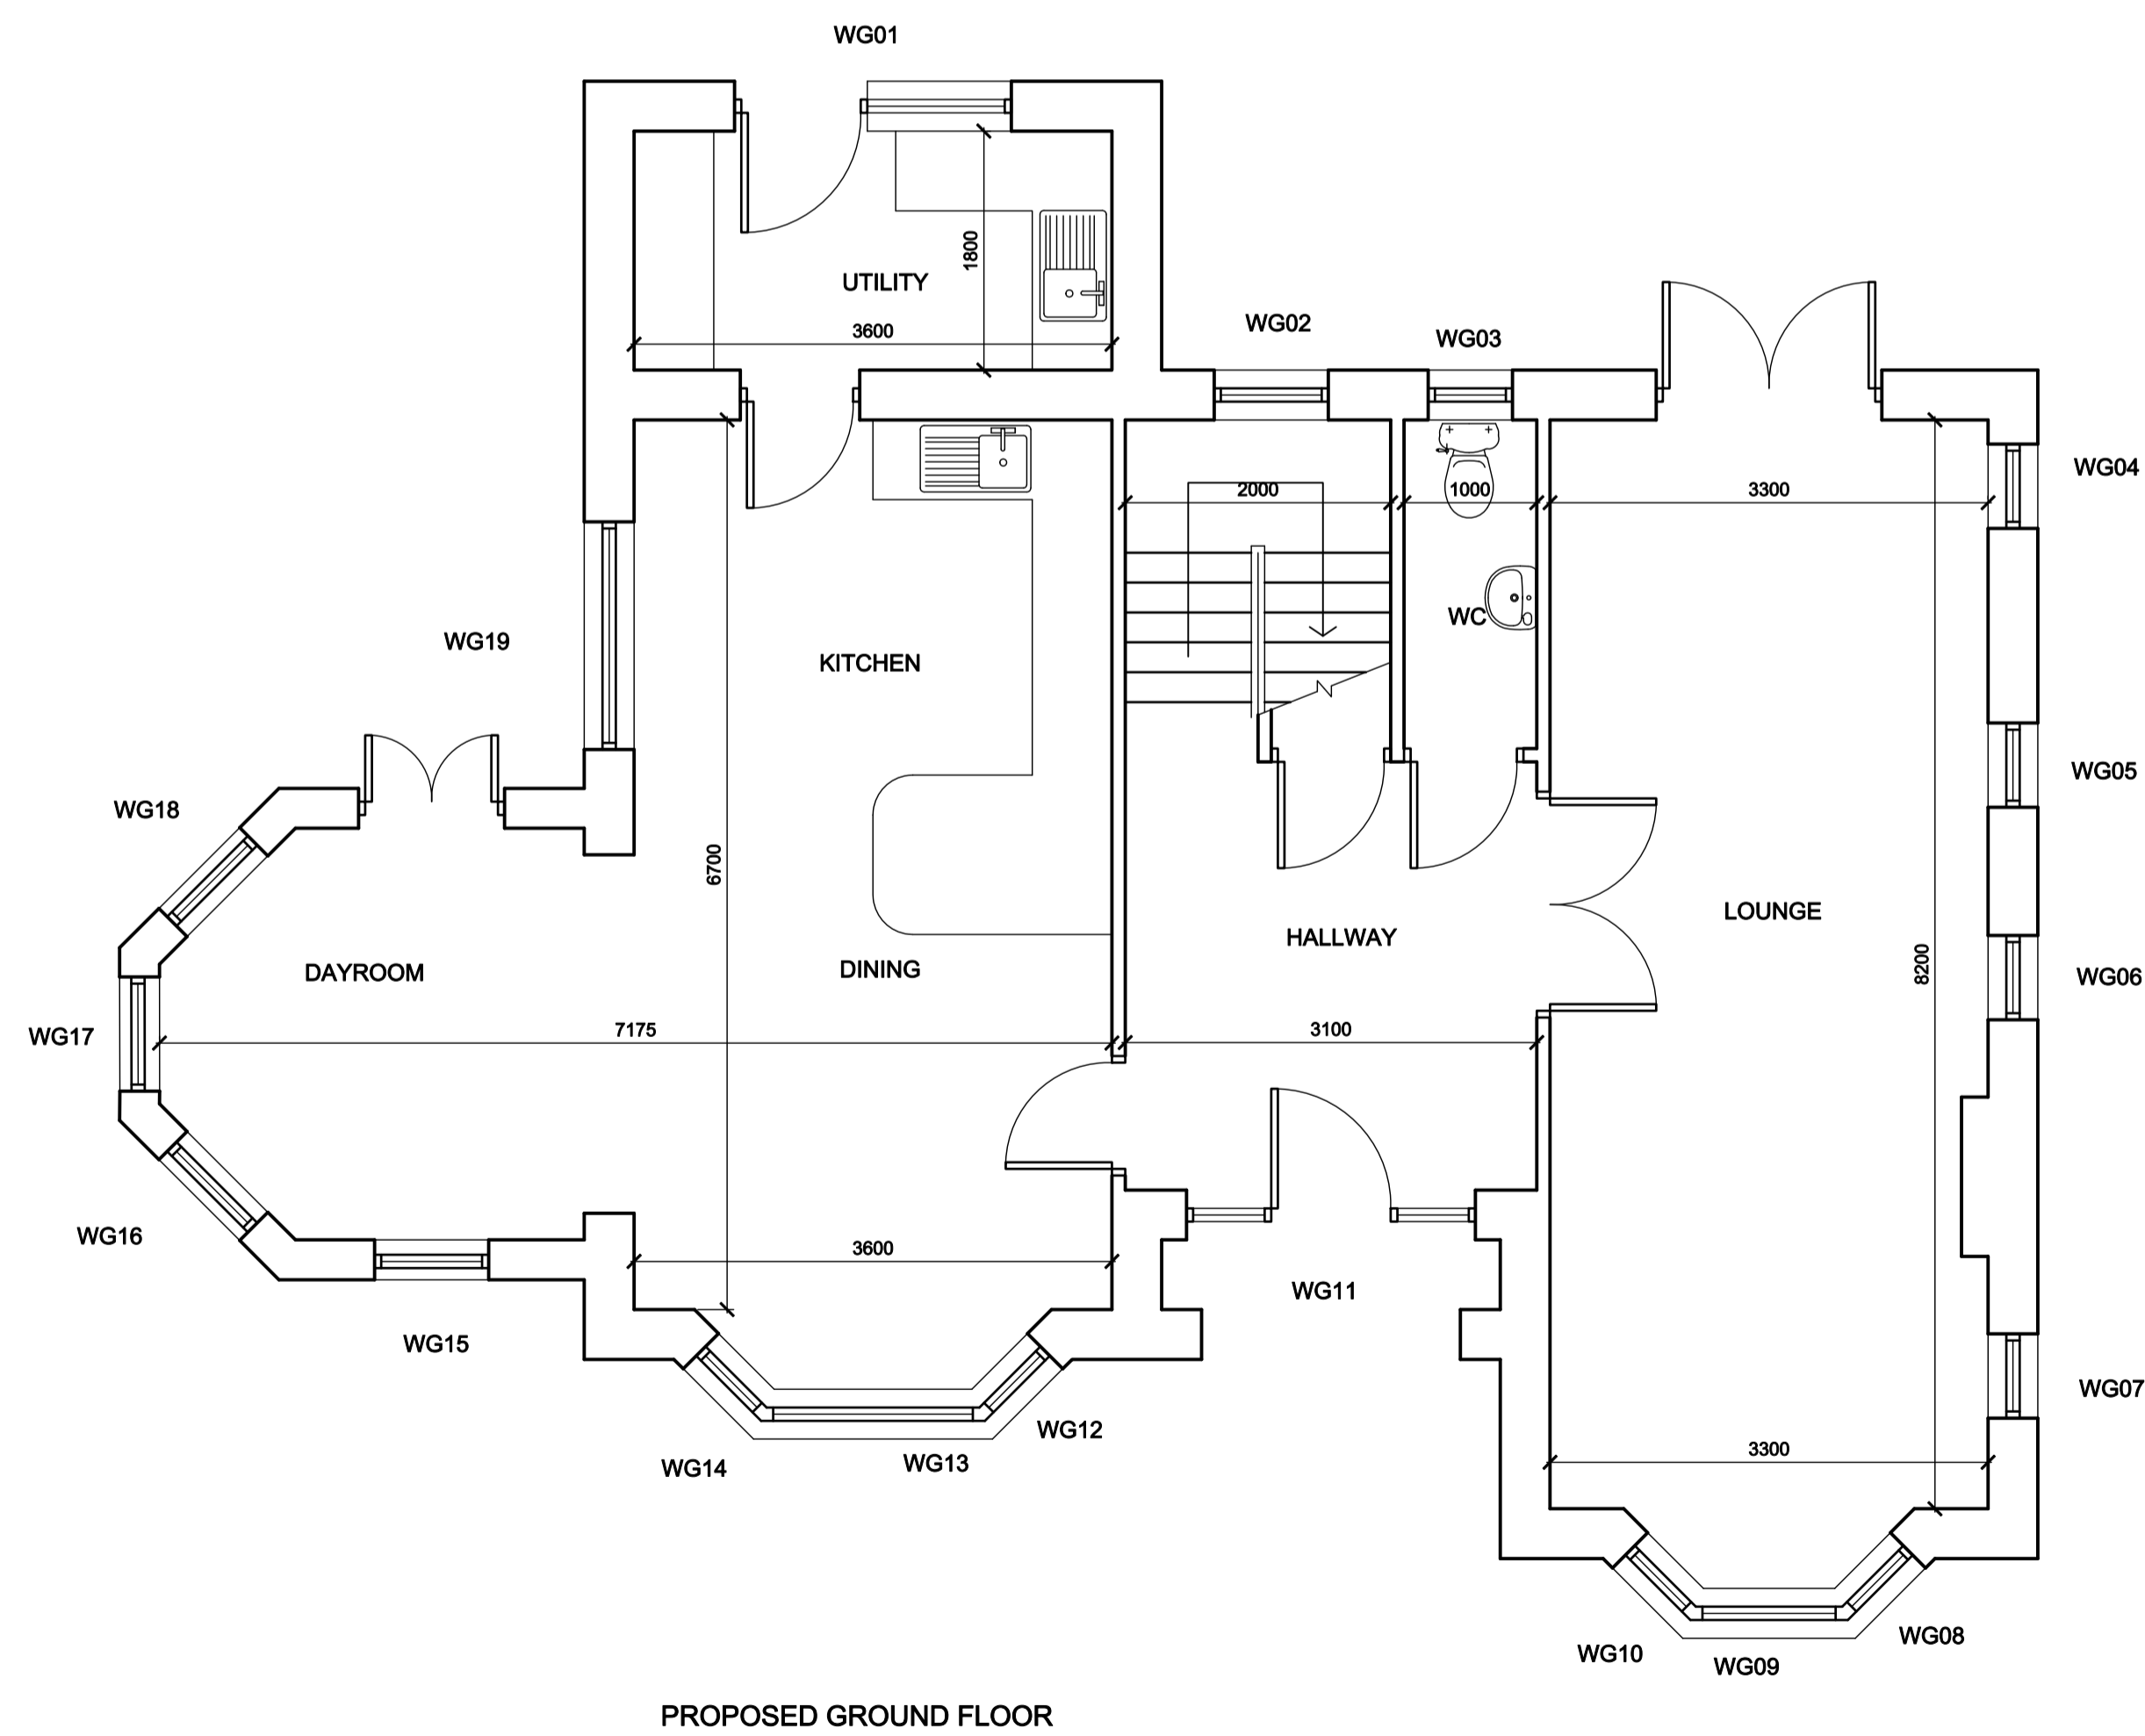 WG01
UTILITY
1800
3600
WG02
WG03
WG04
2000
1000
3300
WC
WG19
KITCHEN
WG05
WG18
6700
LOUNGE
HALLWAY
8200
DAYROOM
DINING
WG06
WG17
7175
3100
WG16
3600
WG11
WG15
WG07
WG12
3300
WG14
WG13
WG08
WG10
WG09
PROPOSED GROUND FLOOR